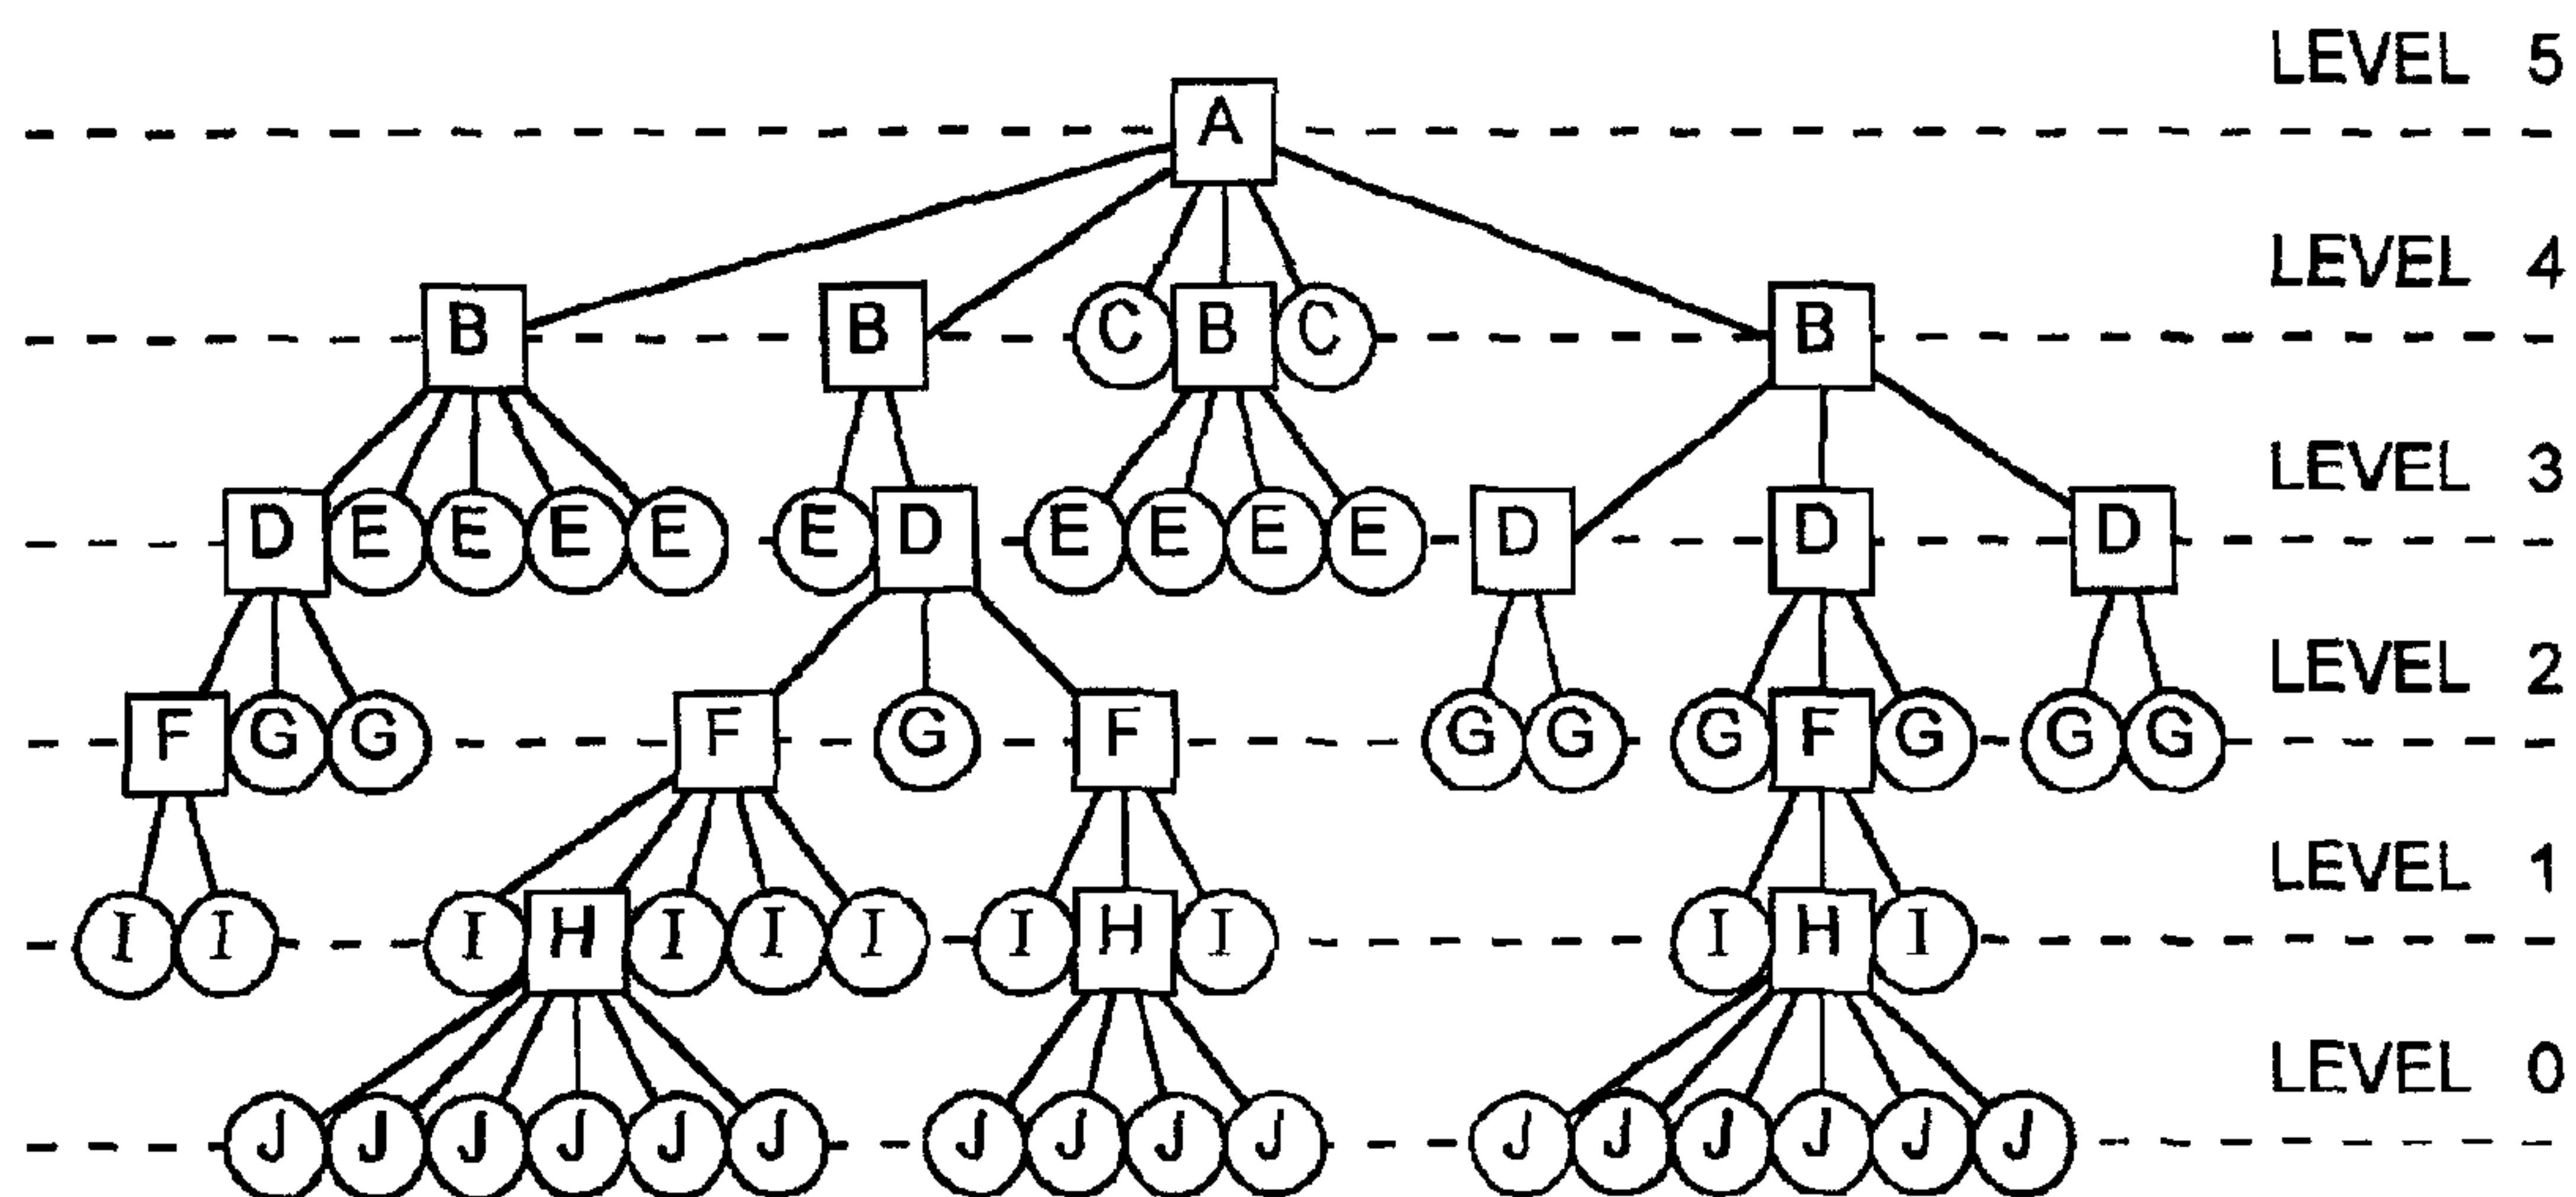 LEVEL 5
A
LEVEL 4
B B C B C B
LEVEL 3
D E E E E E D E E E E D D D
LEVEL 2
F G G F G F G G G F G G G
LEVEL 1
I I I H I I I I H I I H I
LEVEL 0
J J J J J J J J J J J J J J J J